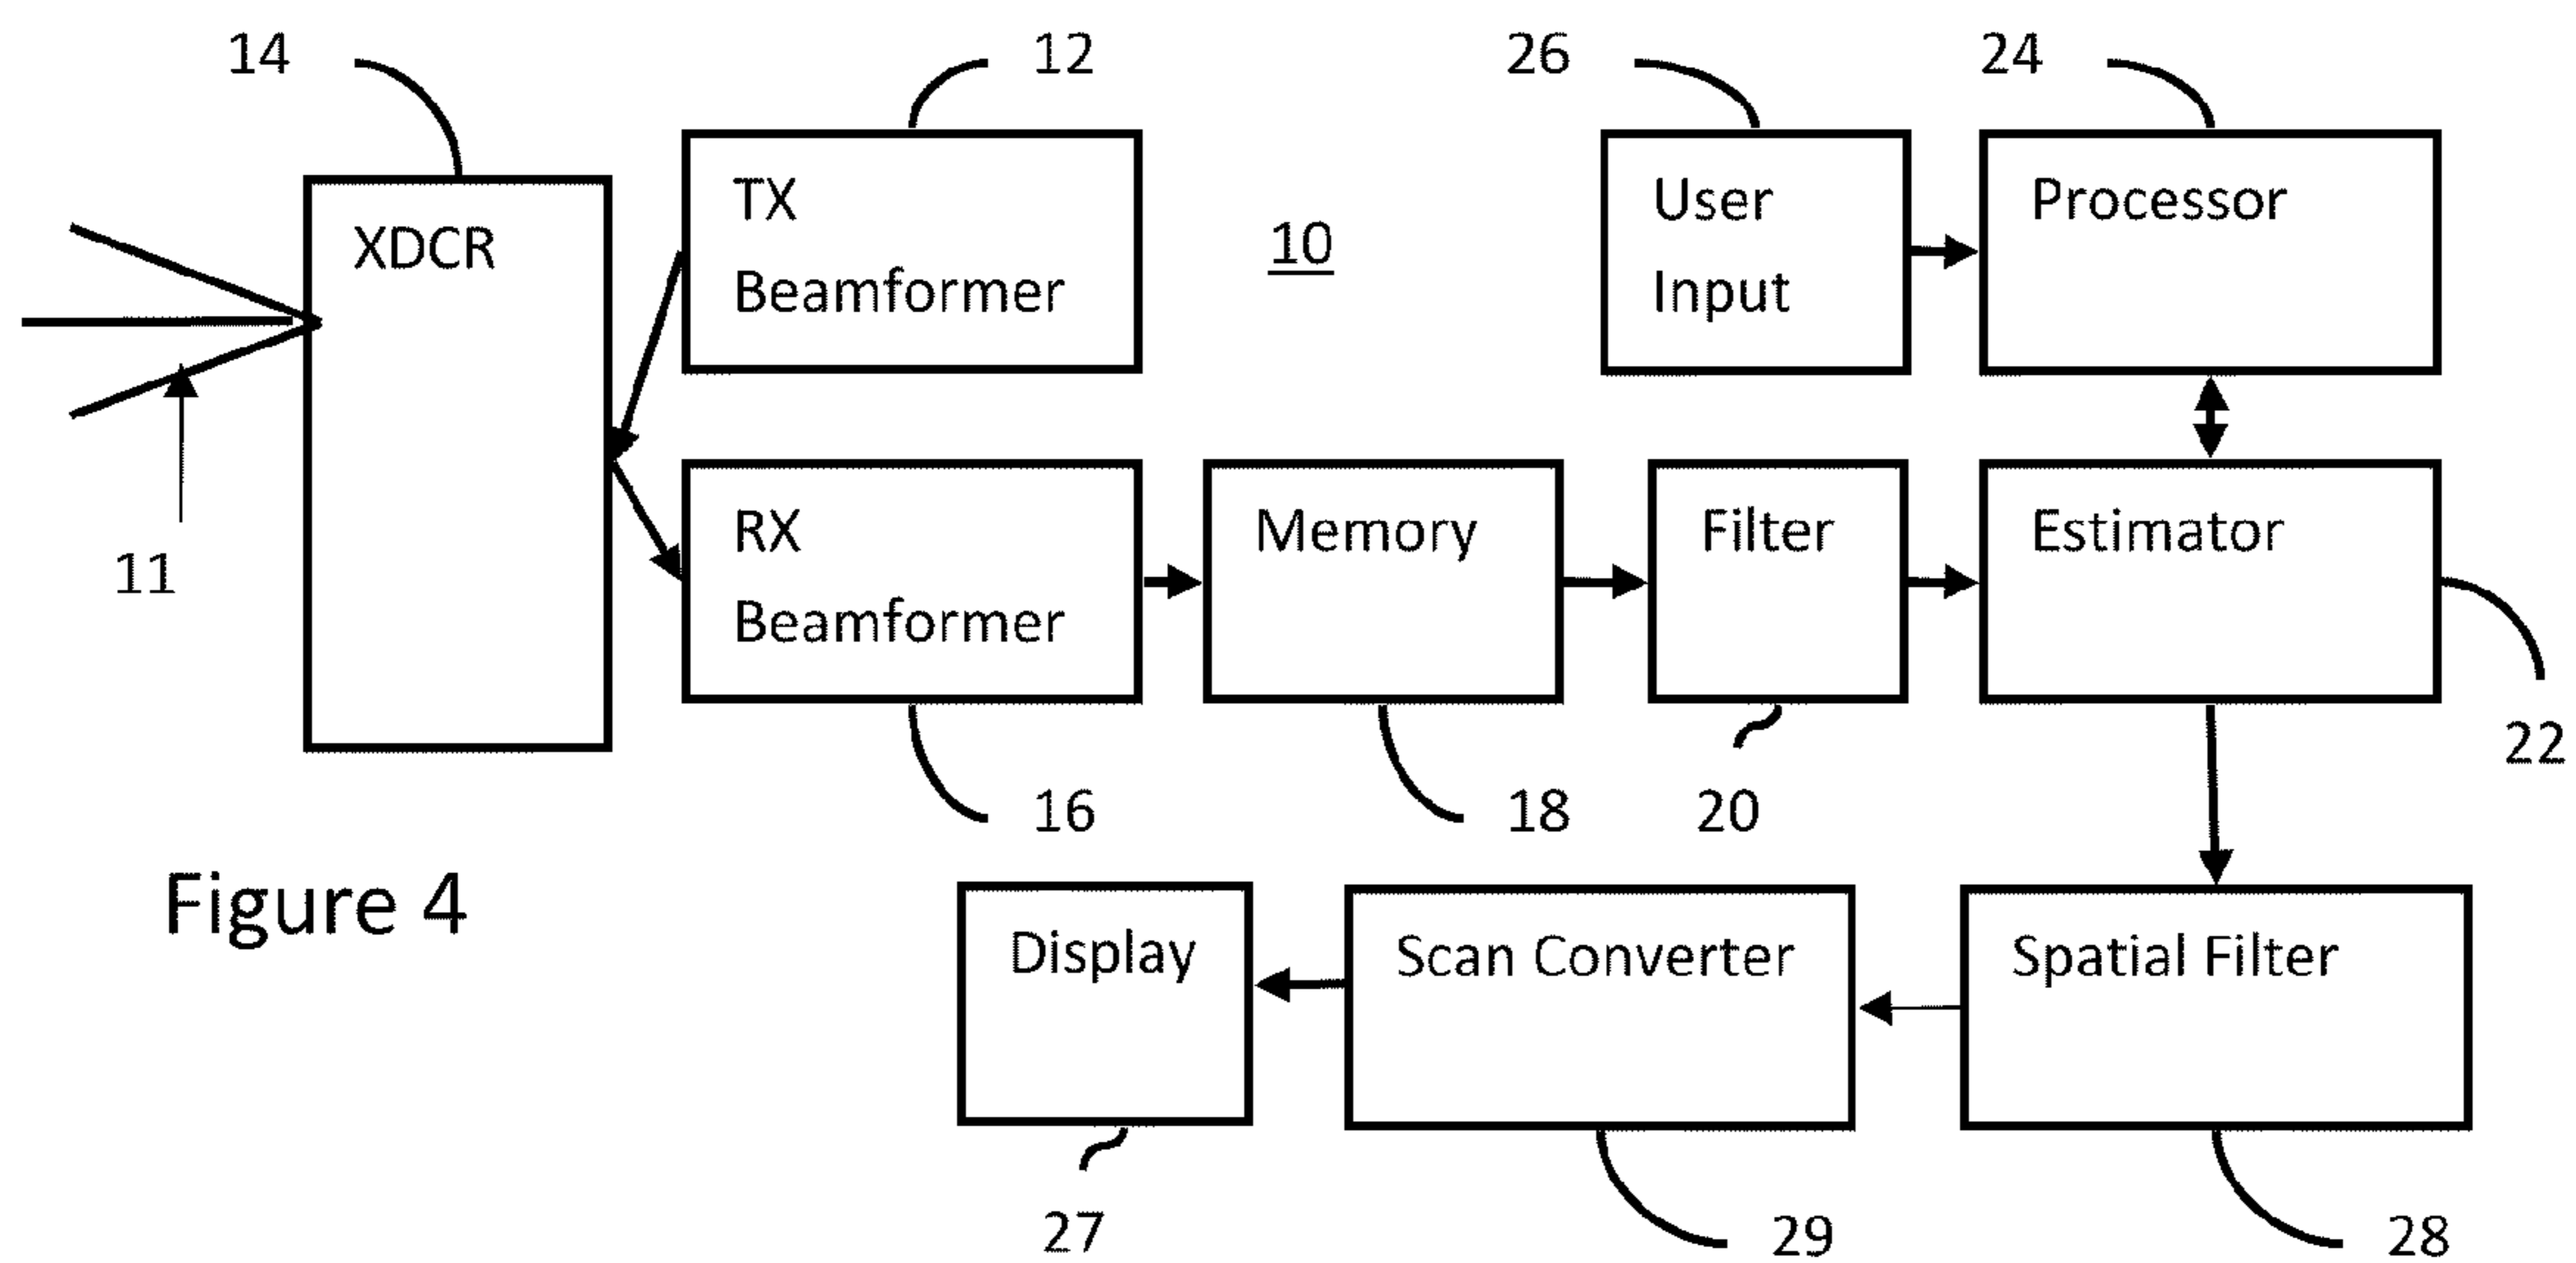 14
12
26
24
XDCR
TX
Beamformer
10
User
Input
Processor
11
RX
Beamformer
Memory
Filter
Estimator
22
16
18
20
Figure 4
Display
Scan Converter
Spatial Filter
27
29
28